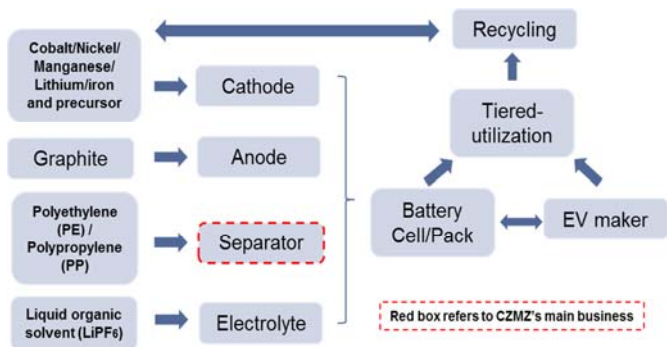 Cobalt/Nickel/
Manganese/
Lithium/iron
and precursor
Cathode
Graphite
Anode
Polyethylene
(PE) /
Polypropylene
(PP)
Separator
Liquid organic
solvent (LiPF6)
Electrolyte
Recycling
Tiered-
utilization
Battery
Cell/Pack
EV maker
Red box refers to CZMZ's main business